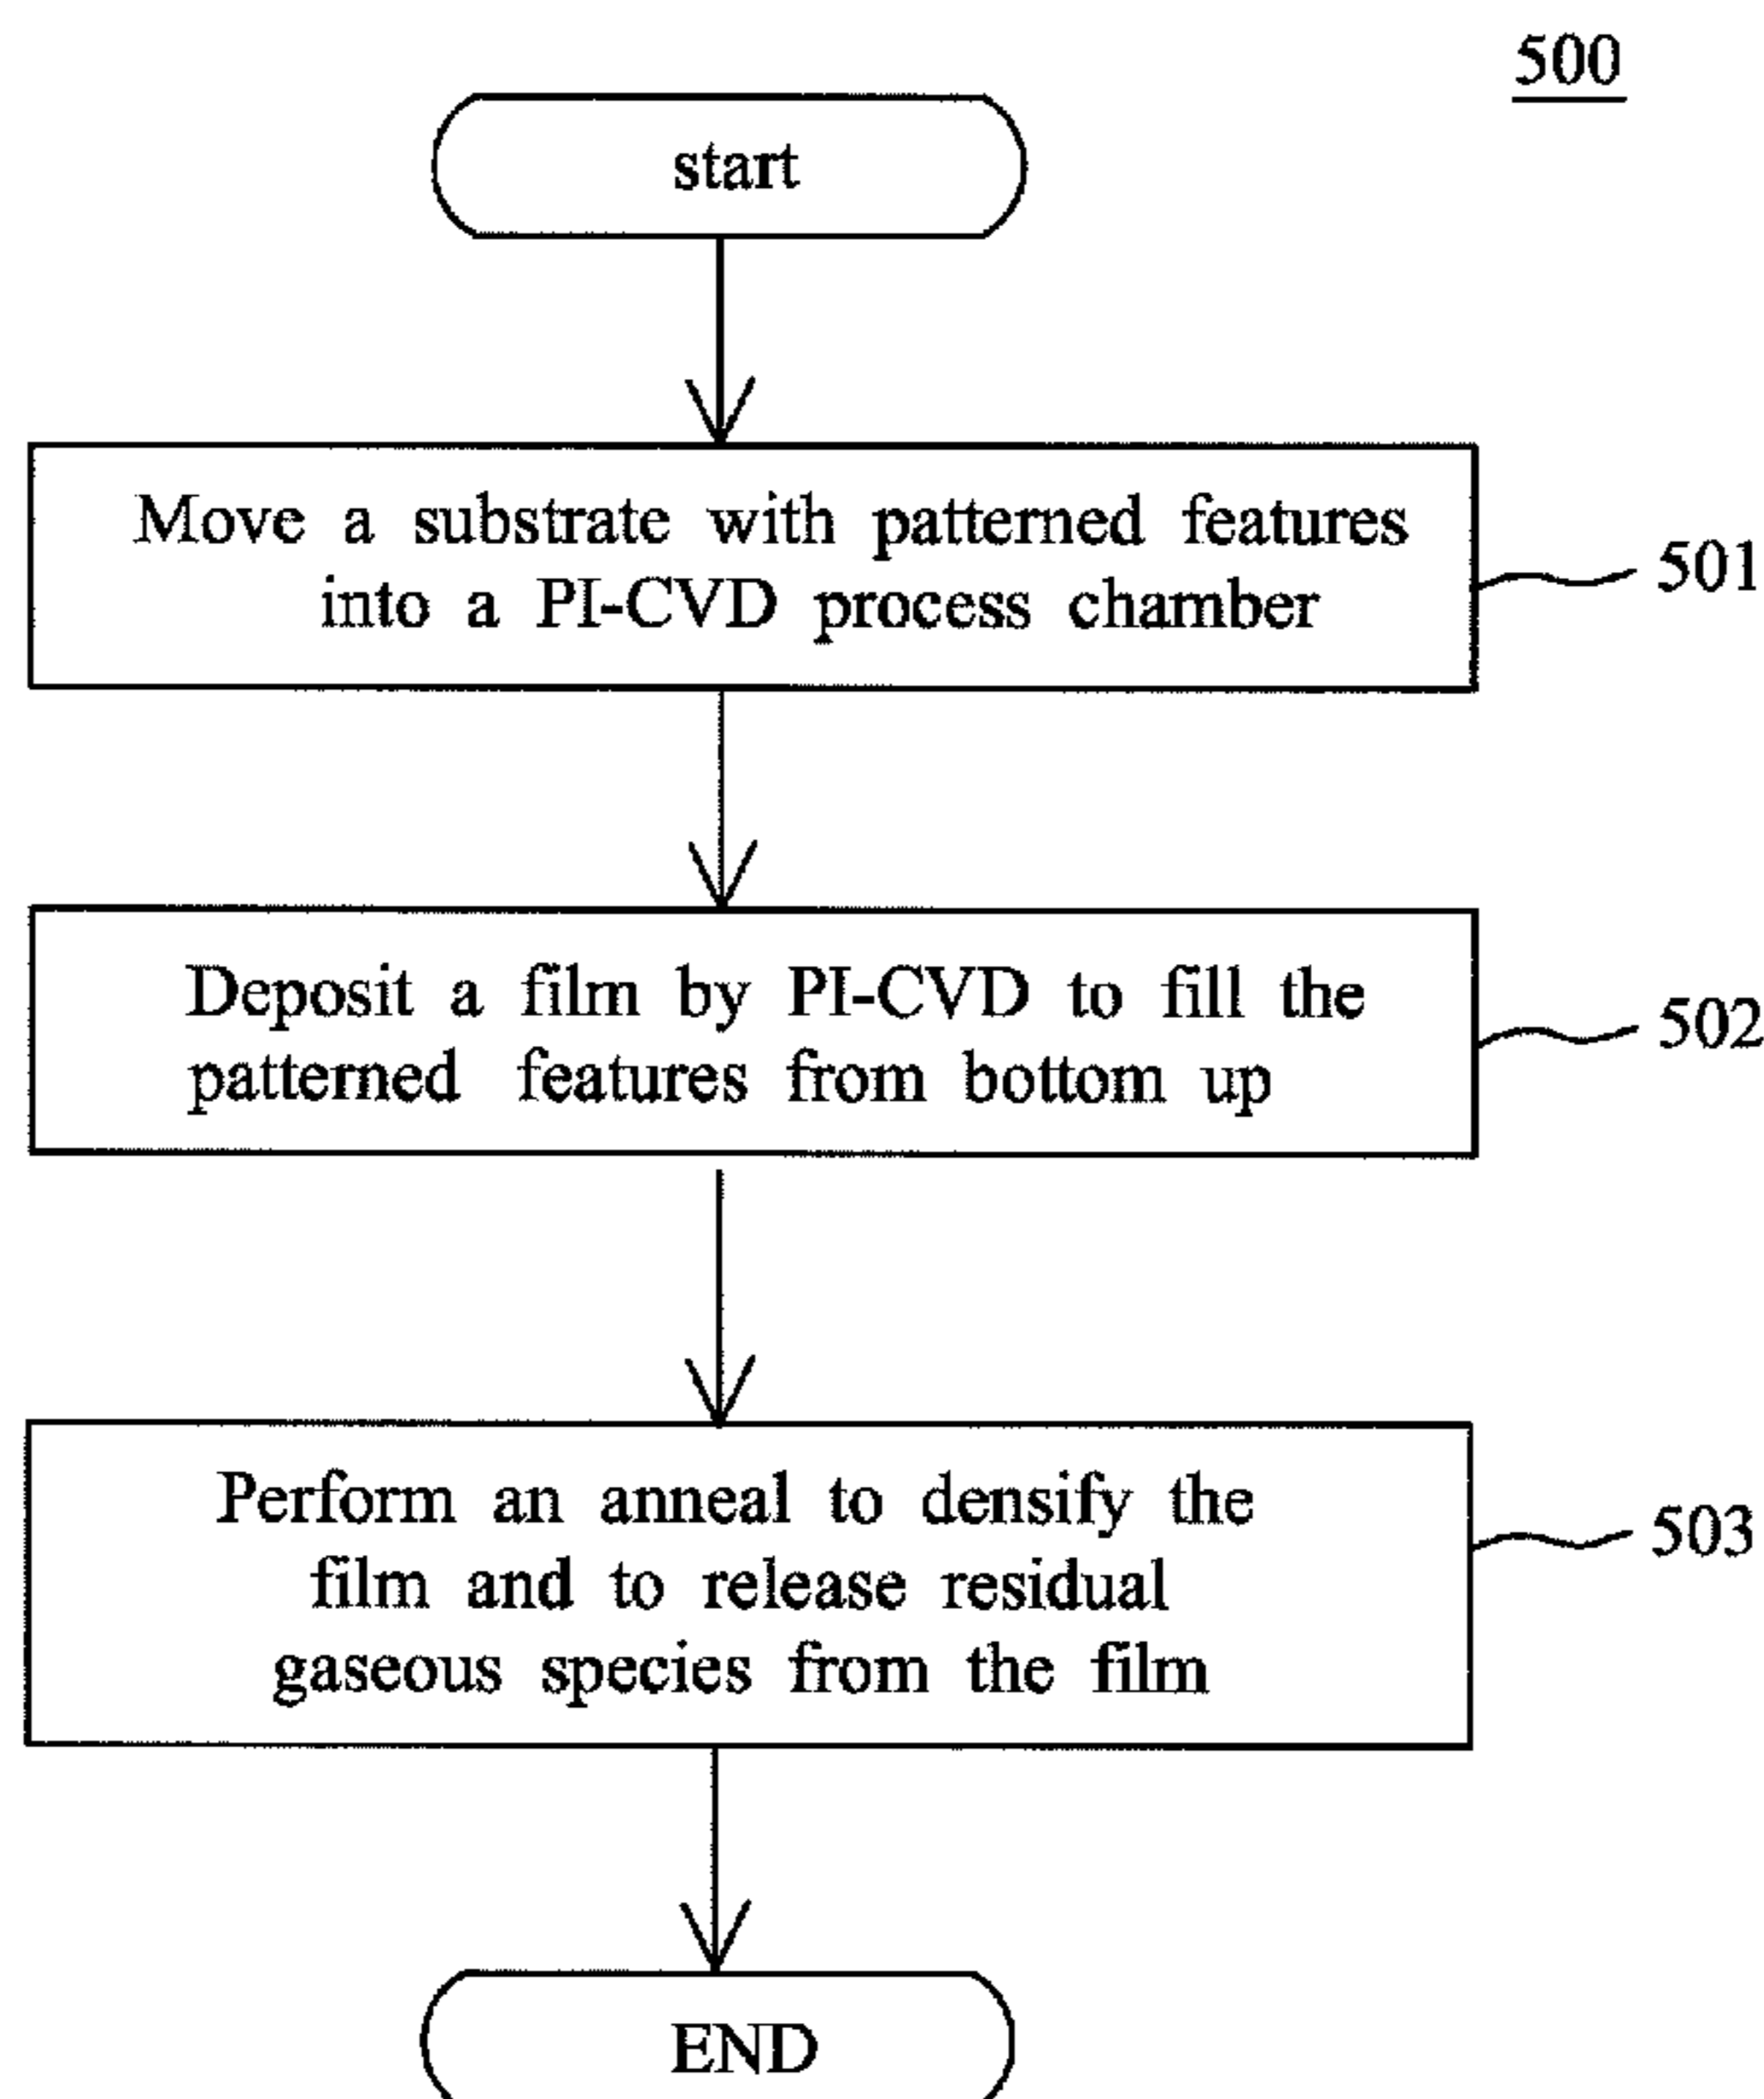 500
start
Move a substrate with patterned features
into a PI-CVD process chamber
501
Deposit a film by PI-CVD to fill the
patterned features from bottom up
502
Perform an anneal to densify the
film and to release residual
gaseous species from the film
503
END